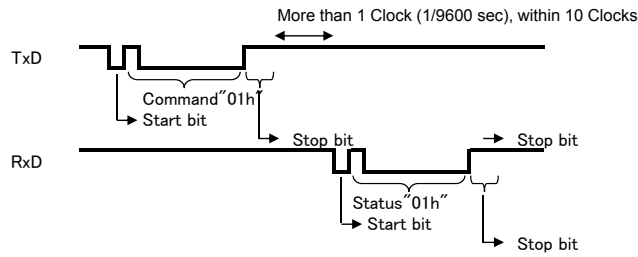 More than 1 Clock (1/9600 sec), within 10 Clocks
TxD
Command"01h"
Start bit
Stop bit
Stop bit
RxD
Status"01h"
Start bit
Stop bit